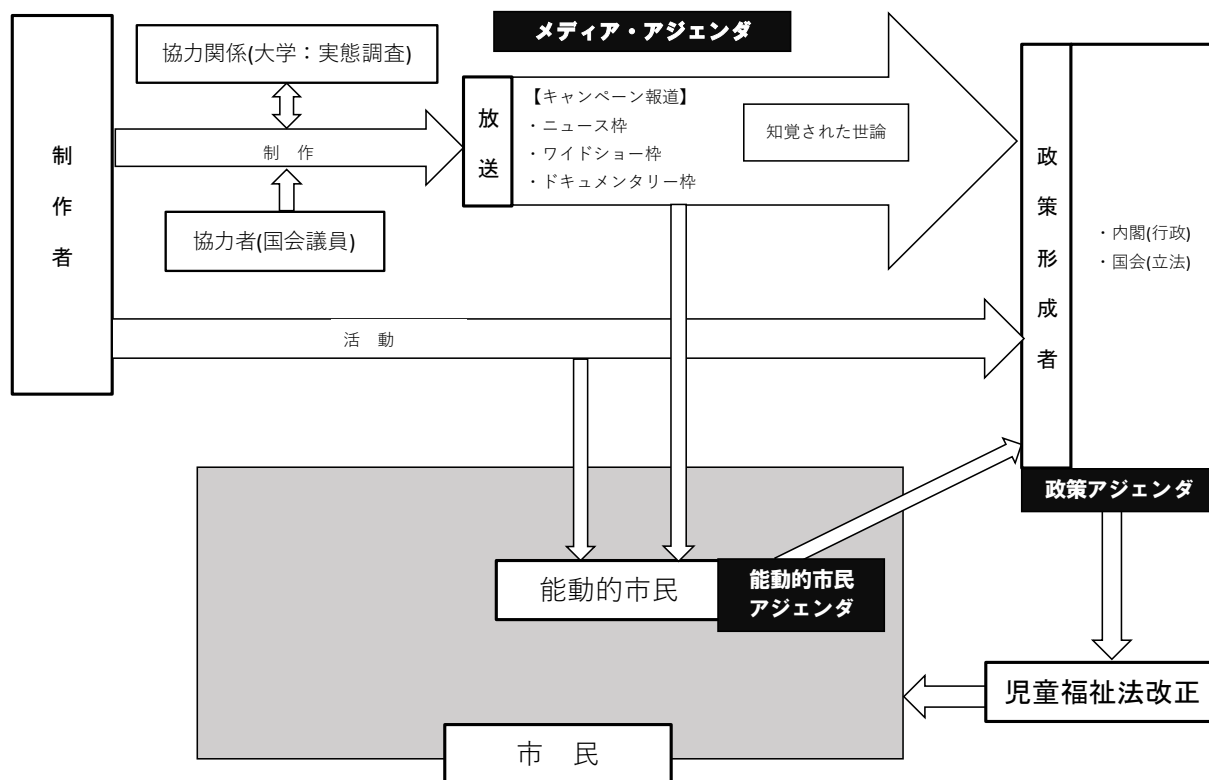 メディア・アジェンダ
協力関係(大学：実態調査)
制作者
制　作
協力者(国会議員)
放送
【キャンペーン報道】
・ニュース枠
・ワイドショー枠
・ドキュメンタリー枠
知覚された世論
政策形成者
・内閣(行政)
・国会(立法)
活　動
政策アジェンダ
能動的市民
能動的市民
アジェンダ
児童福祉法改正
市　民